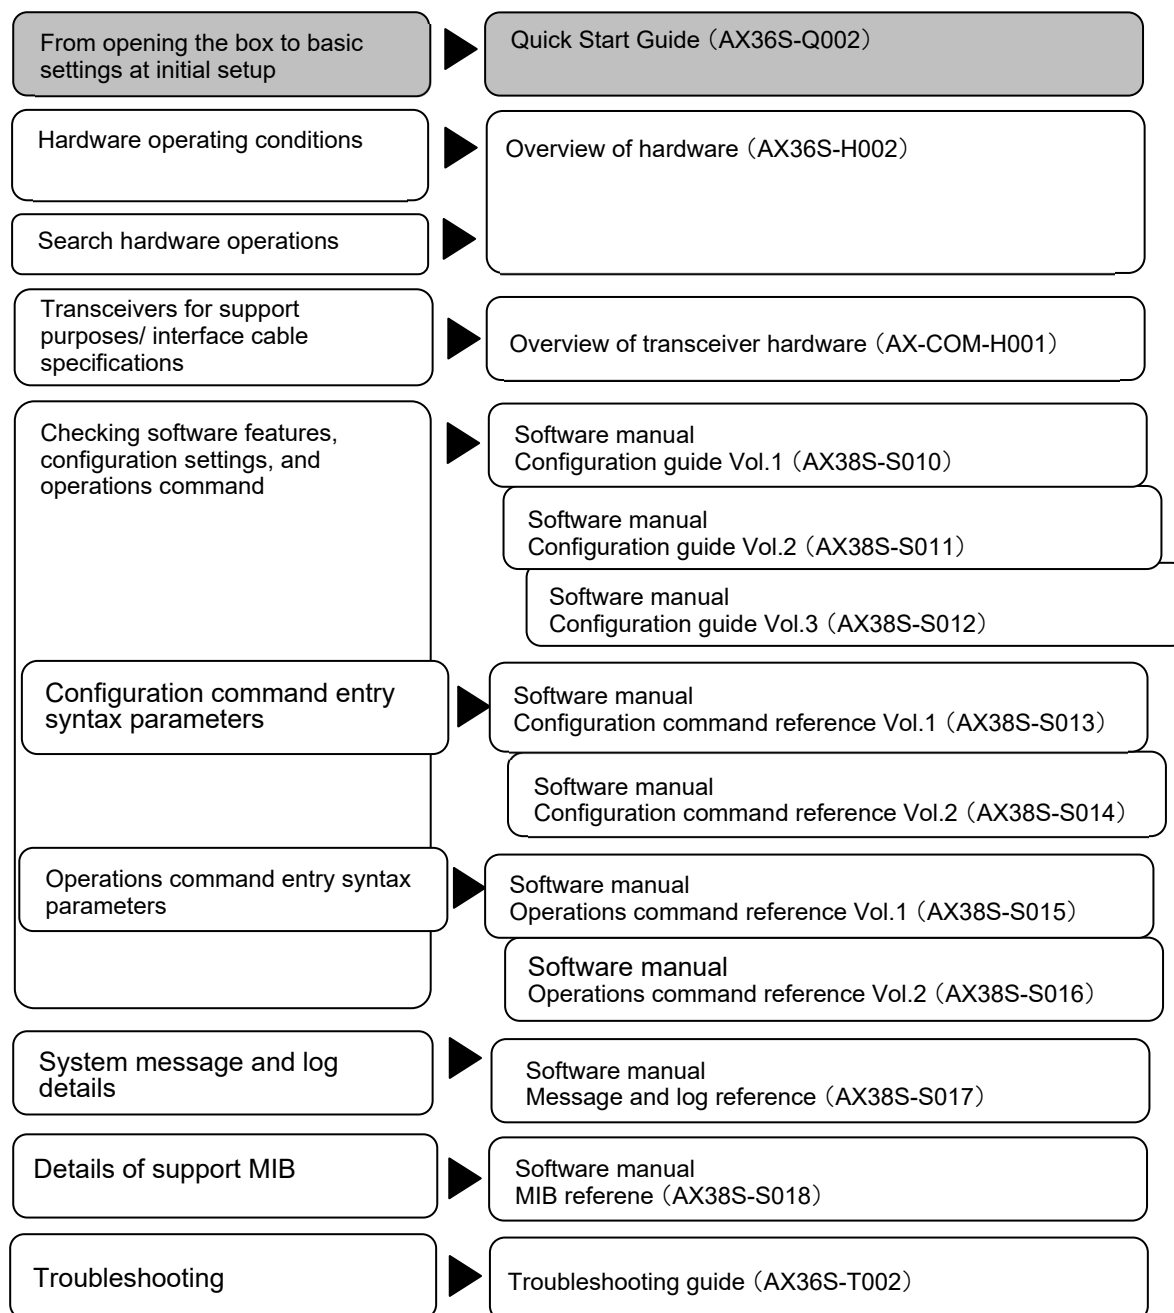 From opening the box to basic
settings at initial setup
Quick Start Guide（AX36S-Q002）
Hardware operating conditions
Overview of hardware（AX36S-H002）
Search hardware operations
Transceivers for support
purposes/ interface cable
specifications
Overview of transceiver hardware（AX-COM-H001）
Checking software features,
configuration settings, and
operations command
Software manual
Configuration guide Vol.1（AX38S-S010）
Software manual
Configuration guide Vol.2（AX38S-S011）
Software manual
Configuration guide Vol.3（AX38S-S012）
Configuration command entry
syntax parameters
Software manual
Configuration command reference Vol.1（AX38S-S013）
Software manual
Configuration command reference Vol.2（AX38S-S014）
Operations command entry syntax
parameters
Software manual
Operations command reference Vol.1（AX38S-S015）
Software manual
Operations command reference Vol.2（AX38S-S016）
System message and log
details
Software manual
Message and log reference（AX38S-S017）
Details of support MIB
Software manual
MIB referene（AX38S-S018）
Troubleshooting
Troubleshooting guide（AX36S-T002）